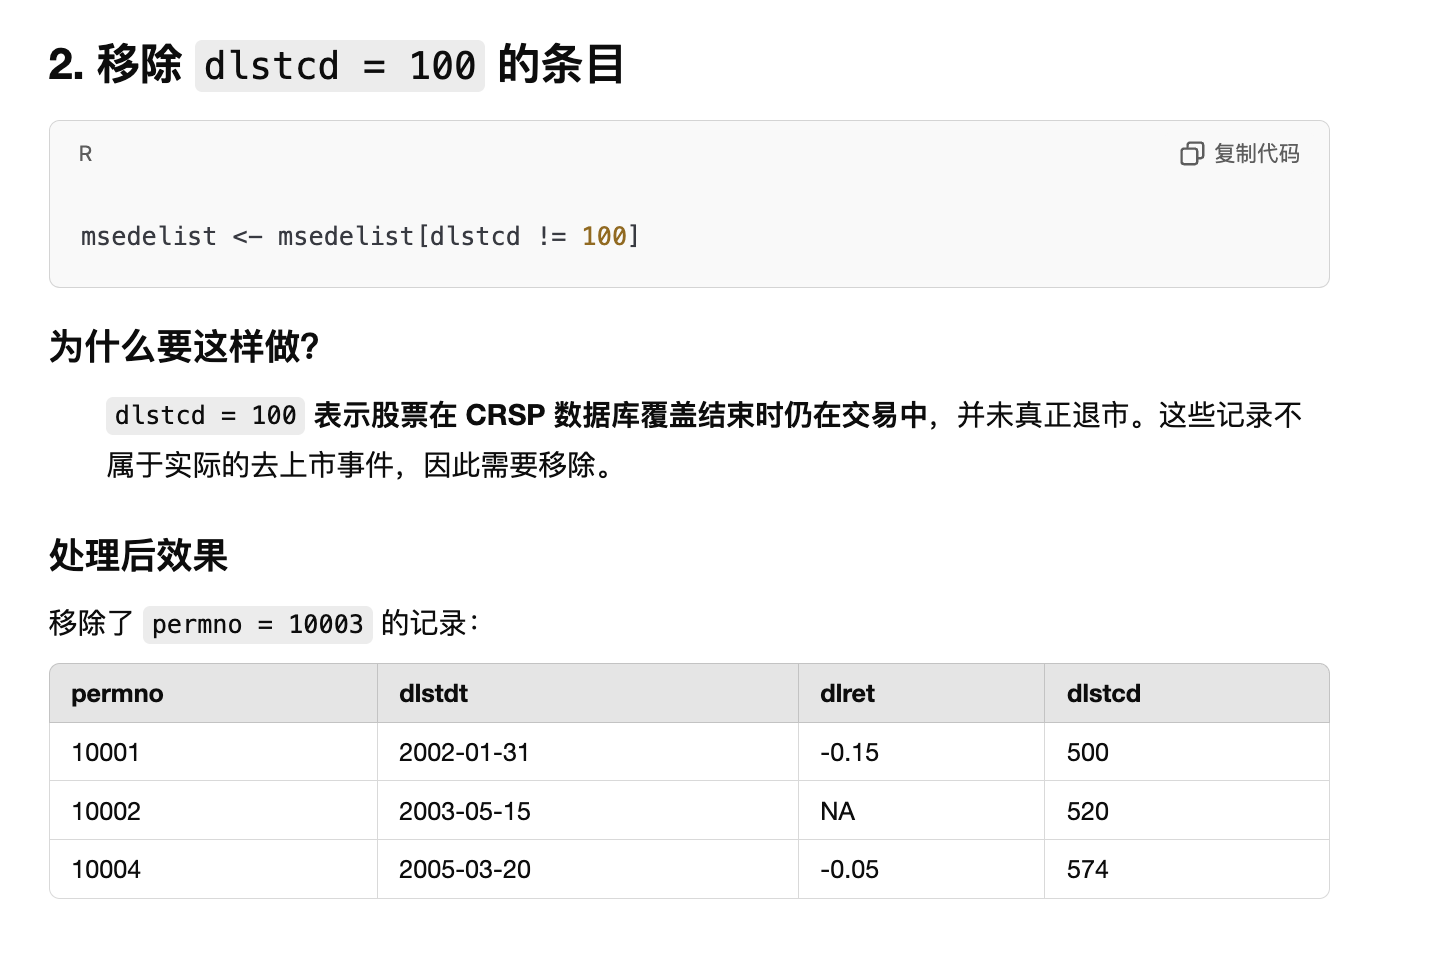 2. 移除 dlstcd = 100 的条目
R
复制代码
msedelist <- msedelist[dlstcd != 100]
为什么要这样做?
dlstcd = 100 表示股票在 CRSP 数据库覆盖结束时仍在交易中，并未真正退市。这些记录不
属于实际的去上市事件，因此需要移除。
处理后效果
移除了 permno = 10003 的记录：
permno dlstdt dlret dlstcd
10001 2002-01-31 -0.15 500
10002 2003-05-15 NA 520
10004 2005-03-20 -0.05 574